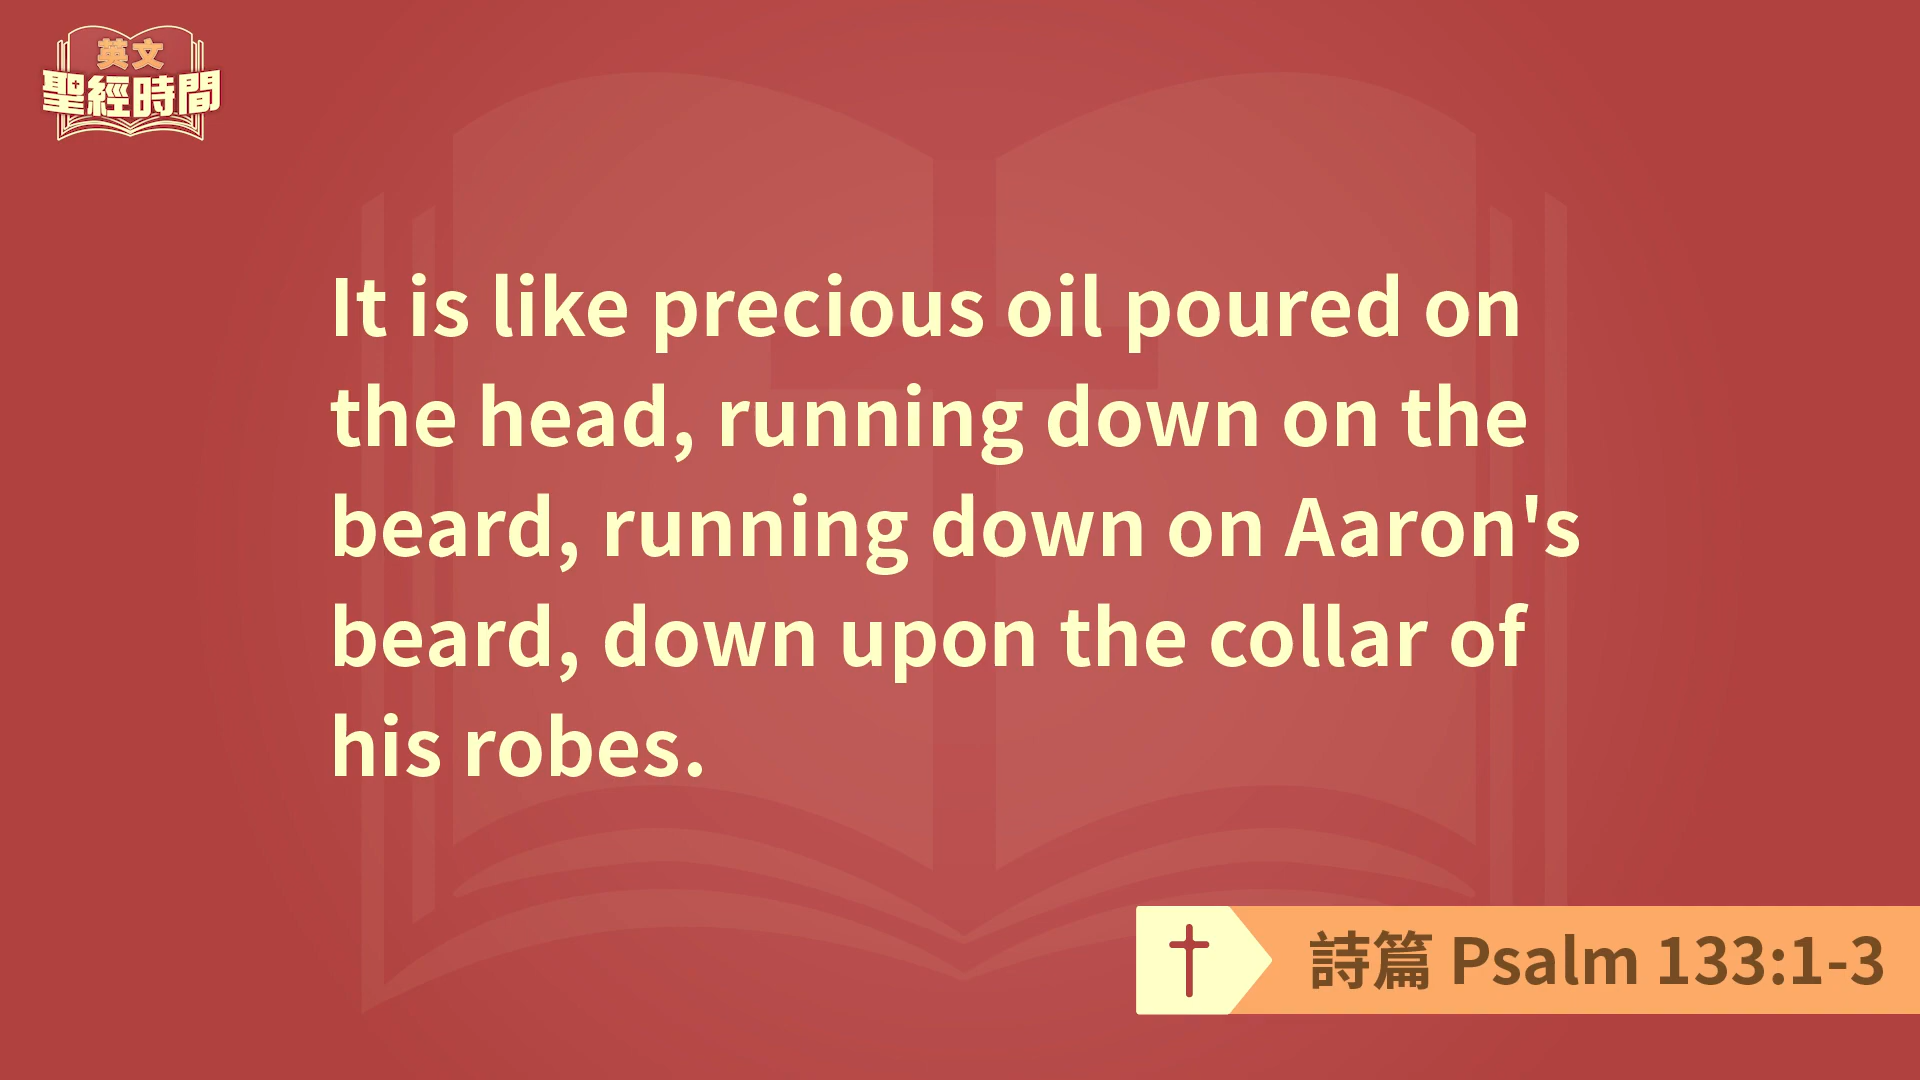 英文
聖經時間
It is like precious oil poured on
the head, running down on the
beard, running down on Aaron's
beard, down upon the collar of
his robes.
詩篇 Psalm 133:1-3